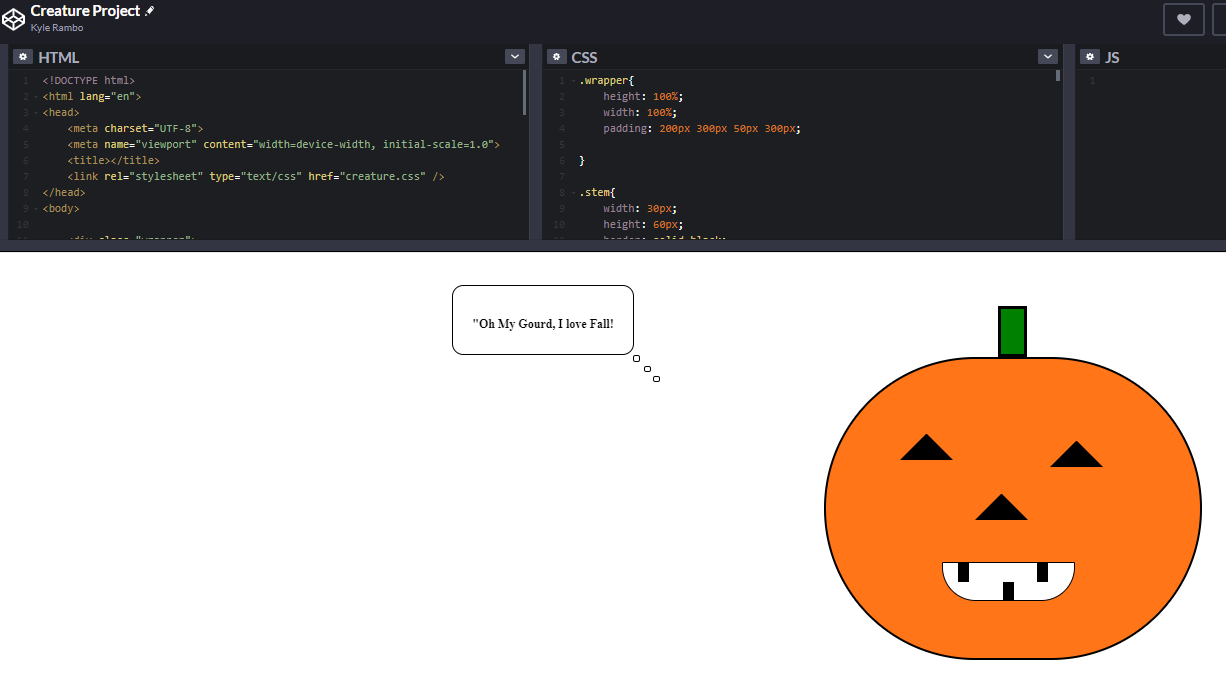 Creature Project
Kyle Rambo
HTML
1 <!DOCTYPE html>
2 <html lang="en">
3 <head>
4 <meta charset="UTF-8">
5 <meta name="viewport" content="width=device-width, initial-scale=1.0">
6 <title></title>
7 <link rel="stylesheet" type="text/css" href="creature.css" />
8 </head>
9 <body>
10
CSS
1 .wrapper{
2 height: 100%;
3 width: 100%;
4 padding: 200px 300px 50px 300px;
5
6 }
7
8 .stem{
9 width: 30px;
10 height: 60px;
JS
1
"Oh My Gourd, I love Fall!